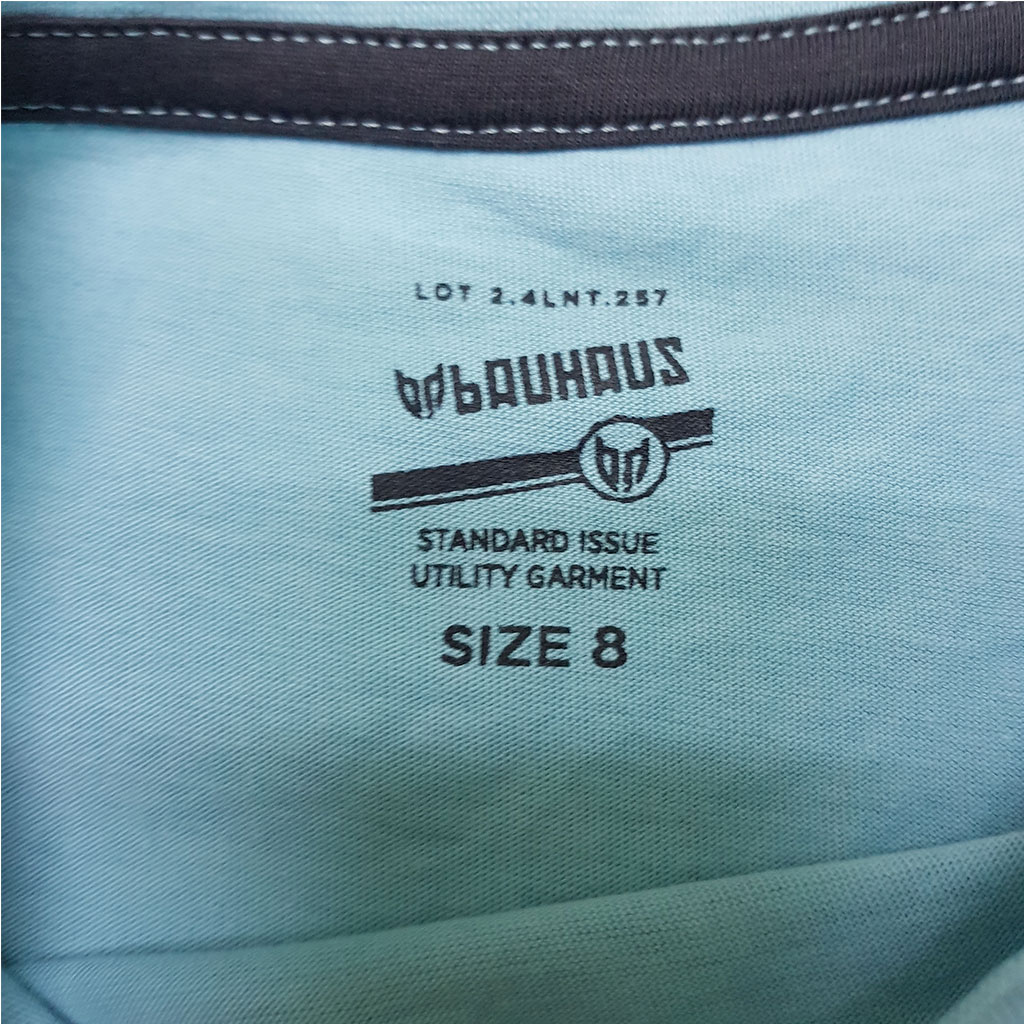 LOT 2.4LNT.257
bAUHAUS
STANDARD ISSUE
UTILITY GARMENT
SIZE 8